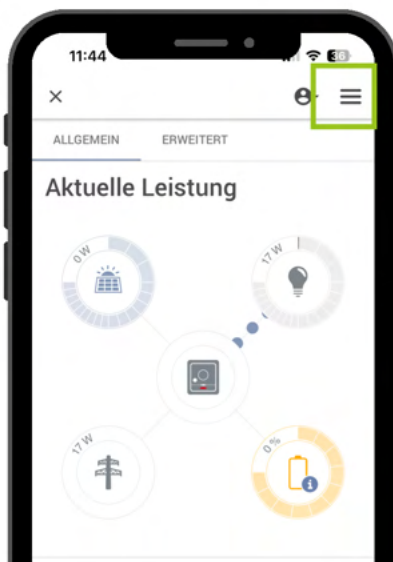 11:44
36
ALLGEMEIN ERWEITERT
Aktuelle Leistung
0 W
17 W
17 W
0 %
i